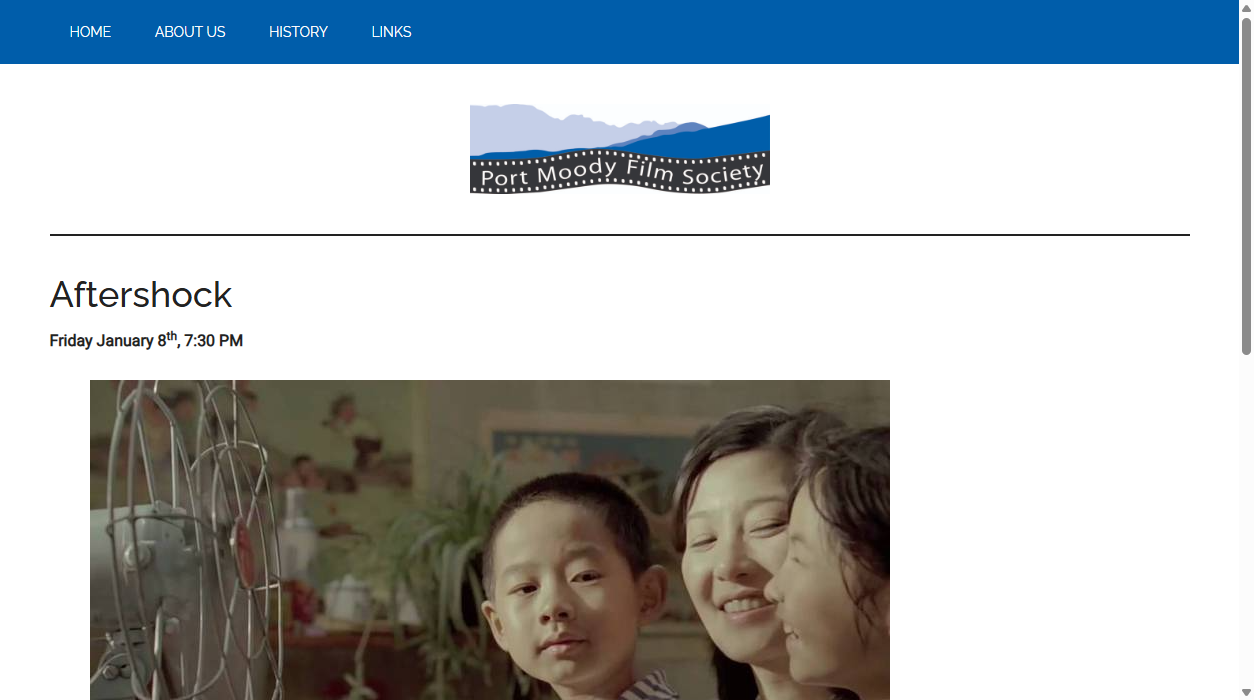 HOME ABOUT US HISTORY LINKS
Port Moody Film Society
Aftershock
Friday January 8th, 7:30 PM